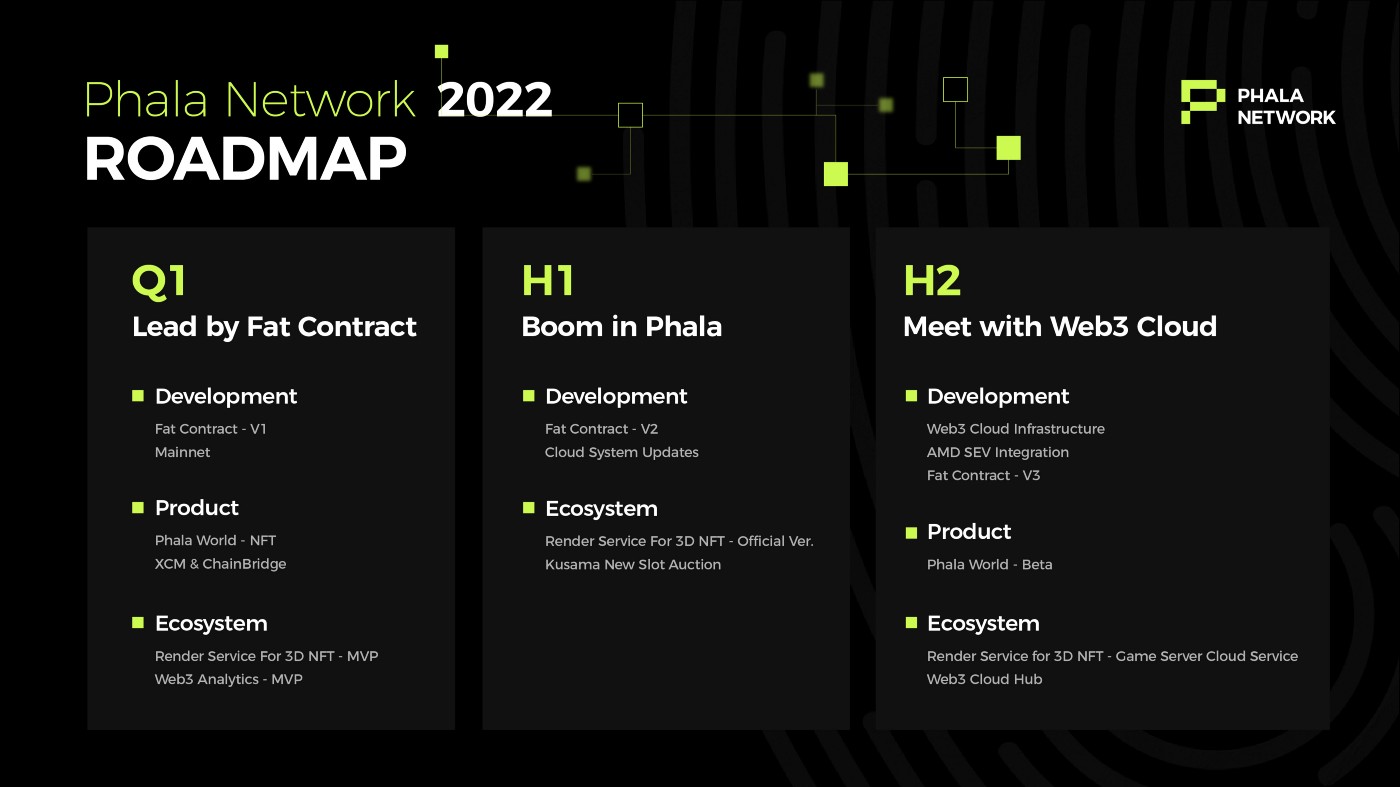 Phala Network 2022
ROADMAP
PHALA
NETWORK
Q1
Lead by Fat Contract
Development
Fat Contract - V1
Mainnet
Product
Phala World - NFT
XCM & ChainBridge
Ecosystem
Render Service For 3D NFT - MVP
Web3 Analytics - MVP
H1
Boom in Phala
Development
Fat Contract - V2
Cloud System Updates
Ecosystem
Render Service For 3D NFT - Official Ver.
Kusama New Slot Auction
H2
Meet with Web3 Cloud
Development
Web3 Cloud Infrastructure
AMD SEV Integration
Fat Contract - V3
Product
Phala World - Beta
Ecosystem
Render Service for 3D NFT - Game Server Cloud Service
Web3 Cloud Hub